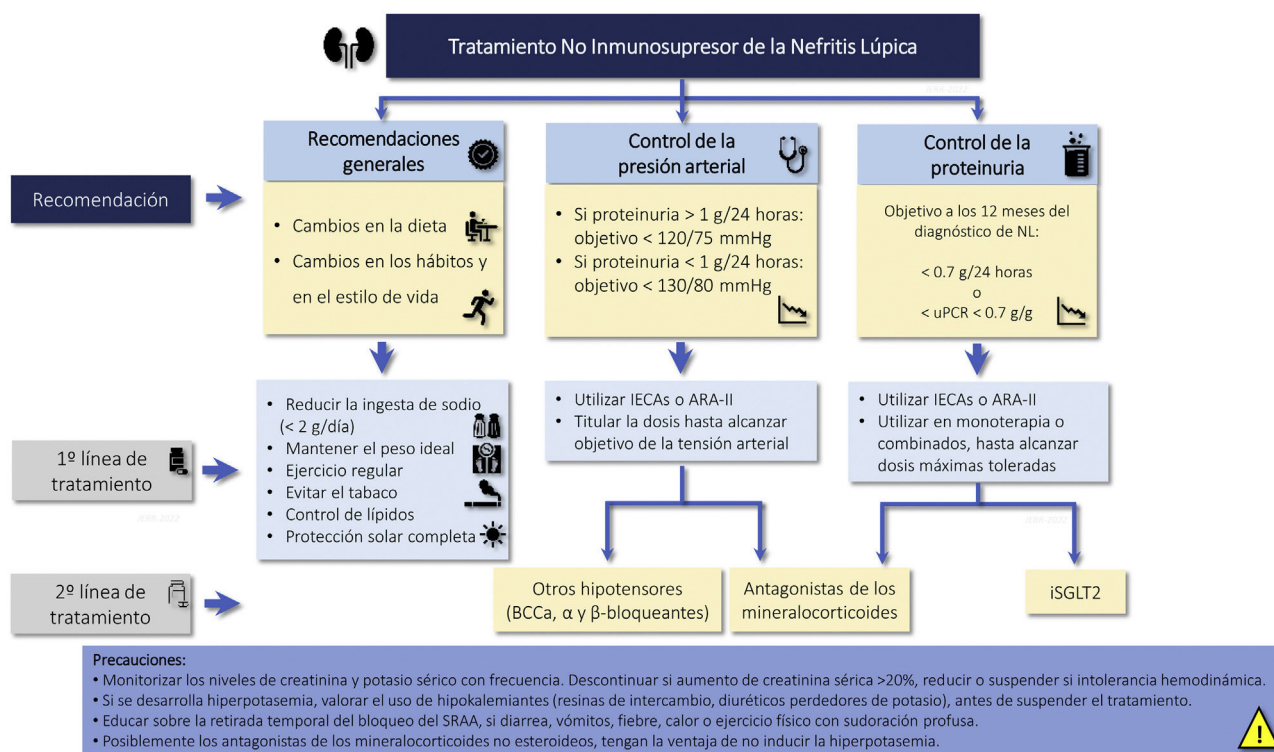 Tratamiento No Inmunosupresor de la Nefritis Lúpica
JERR-2022
Recomendación
Recomendaciones
generales
• Cambios en la dieta
• Cambios en los hábitos y
en el estilo de vida
Control de la
presión arterial
• Si proteinuria > 1 g/24 horas:
objetivo < 120/75 mmHg
• Si proteinuria < 1 g/24 horas:
objetivo < 130/80 mmHg
Control de la
proteinuria
Objetivo a los 12 meses del
diagnóstico de NL:
< 0.7 g/24 horas
o
< uPCR < 0.7 g/g
1º línea de
tratamiento
JERR-2022
• Reducir la ingesta de sodio
(< 2 g/día)
• Mantener el peso ideal
• Ejercicio regular
• Evitar el tabaco
• Control de lípidos
• Protección solar completa
• Utilizar IECAs o ARA-II
• Titular la dosis hasta alcanzar
objetivo de la tensión arterial
• Utilizar IECAs o ARA-II
• Utilizar en monoterapia o
combinados, hasta alcanzar
dosis máximas toleradas
JERR-2022
2º línea de
tratamiento
Otros hipotensores
(BCCa, α y β-bloqueantes)
Antagonistas de los
mineralocorticoides
iSGLT2
Precauciones:
• Monitorizar los niveles de creatinina y potasio sérico con frecuencia. Descontinuar si aumento de creatinina sérica >20%, reducir o suspender si intolerancia hemodinámica.
• Si se desarrolla hiperpotasemia, valorar el uso de hipokalemiantes (resinas de intercambio, diuréticos perdedores de potasio), antes de suspender el tratamiento.
• Educar sobre la retirada temporal del bloqueo del SRAA, si diarrea, vómitos, fiebre, calor o ejercicio físico con sudoración profusa.
• Posiblemente los antagonistas de los mineralocorticoides no esteroideos, tengan la ventaja de no inducir la hiperpotasemia.